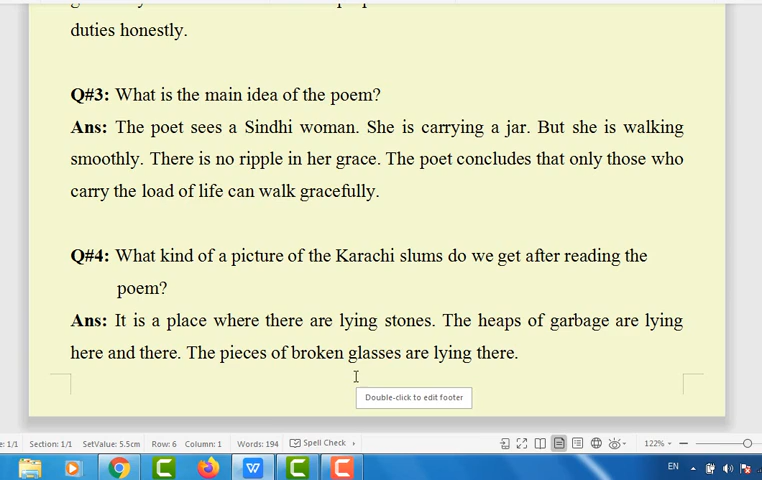 duties honestly.
Q#3: What is the main idea of the poem?
Ans: The poet sees a Sindhi woman. She is carrying a jar. But she is walking
smoothly. There is no ripple in her grace. The poet concludes that only those who
carry the load of life can walk gracefully.
Q#4: What kind of a picture of the Karachi slums do we get after reading the
poem?
Ans: It is a place where there are lying stones. The heaps of garbage are lying
here and there. The pieces of broken glasses are lying there.
Double-click to edit footer
e: 1/1 Section: 1/1 SetValue: 5.5cm Row: 6 Column: 1 Words: 194 Spell Check 122%
EN